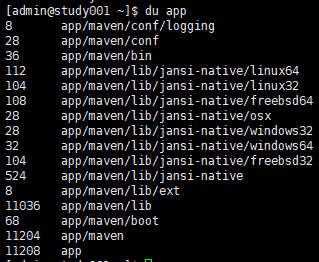 [admin@study001 ~]$ du app
8 app/maven/conf/logging
28 app/maven/conf
36 app/maven/bin
112 app/maven/lib/jansi-native/linux64
104 app/maven/lib/jansi-native/linux32
108 app/maven/lib/jansi-native/freebsd64
28 app/maven/lib/jansi-native/osx
28 app/maven/lib/jansi-native/windows32
32 app/maven/lib/jansi-native/windows64
104 app/maven/lib/jansi-native/freebsd32
524 app/maven/lib/jansi-native
8 app/maven/lib/ext
11036 app/maven/lib
68 app/maven/boot
11204 app/maven
11208 app